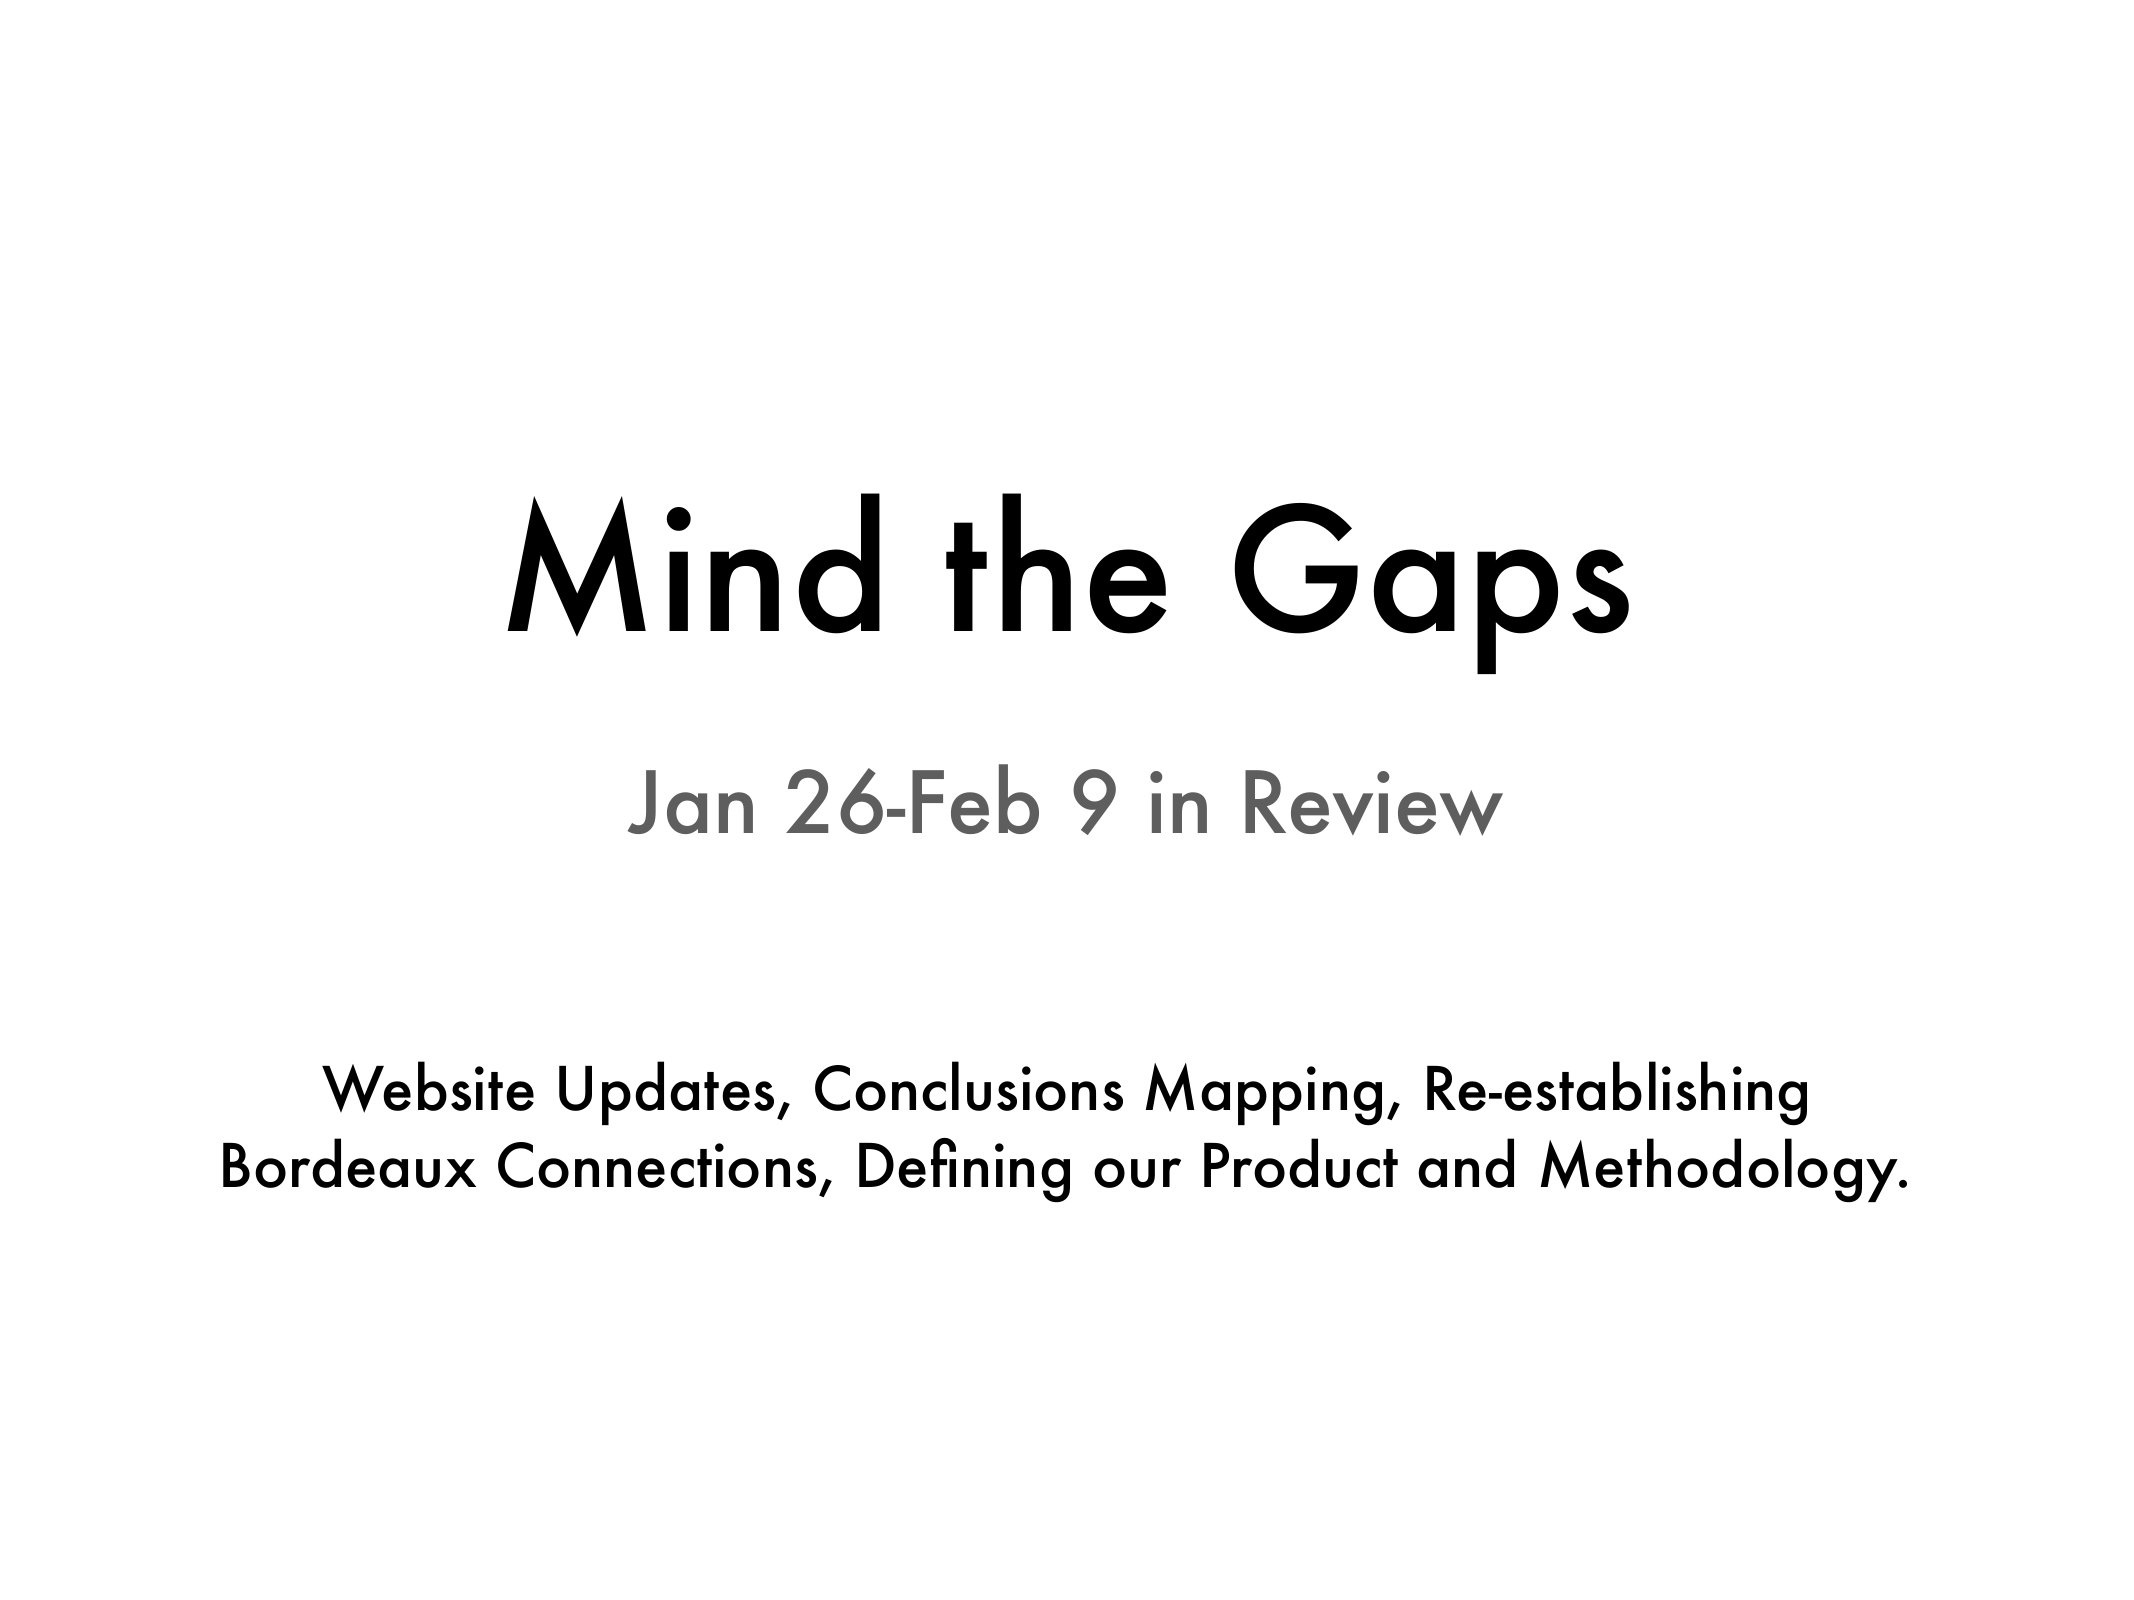 Mind the Gaps
Jan 26-Feb 9 in Review
Website Updates, Conclusions Mapping, Re-establishing
Bordeaux Connections, Defining our Product and Methodology.